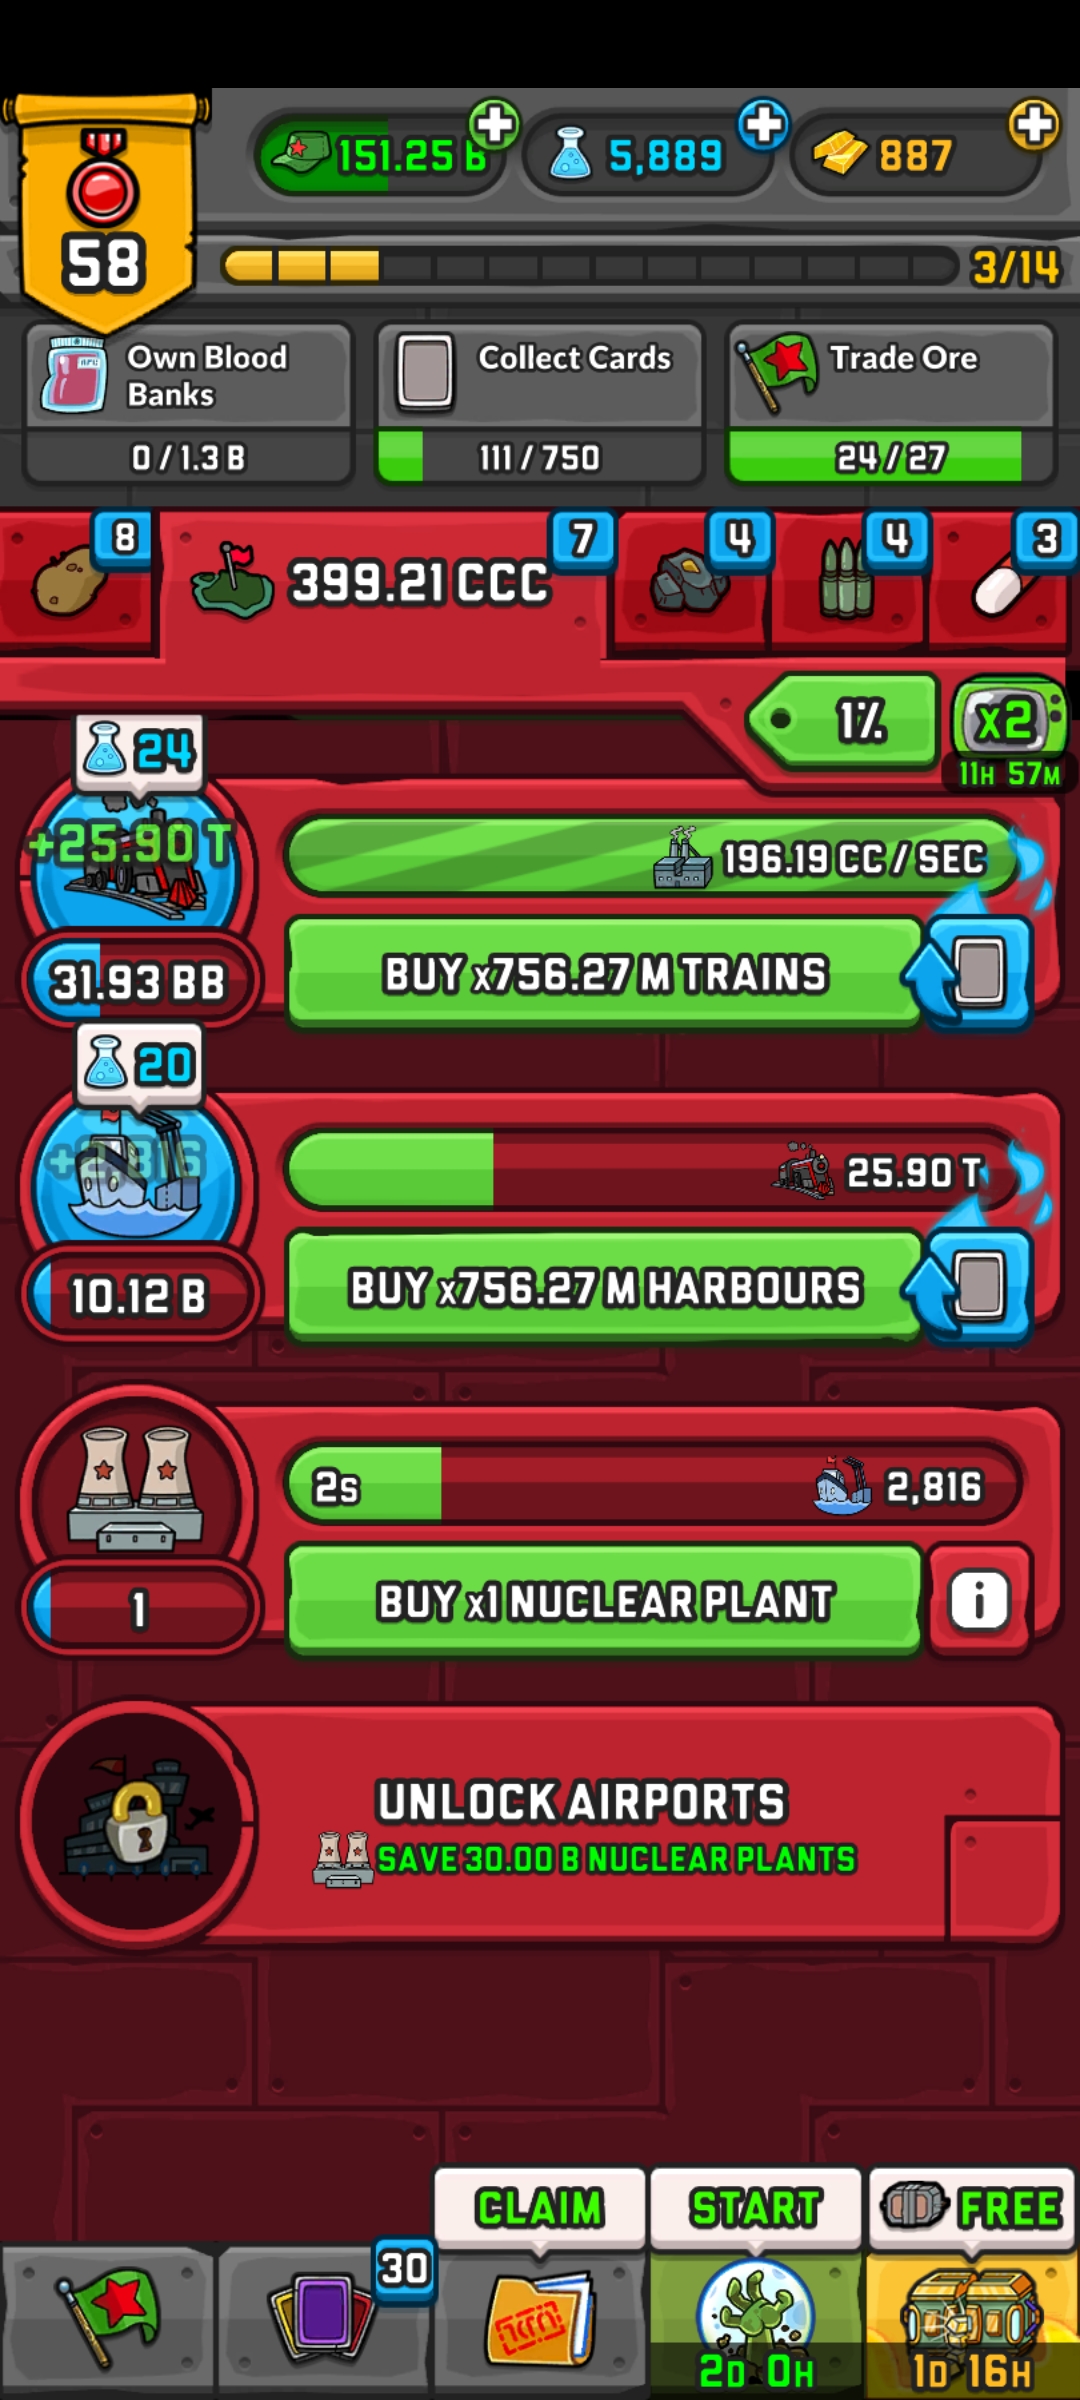 151.25 B
5,889
887
58
3/14
Own Blood
Banks
0 / 1.3 B
Collect Cards
111 / 750
Trade Ore
24 / 27
8
399.21 CCC
7
4
4
3
1%
x2
11H 57M
24
+25.90 T
196.19 CC / SEC
31.93 BB
BUY x756.27 M TRAINS
20
+2,816
25.90 T
10.12 B
BUY x756.27 M HARBOURS
2s
2,816
1
BUY x1 NUCLEAR PLANT
i
UNLOCK AIRPORTS
SAVE 30.00 B NUCLEAR PLANTS
CLAIM
START
FREE
30
2D 0H
1D 16H